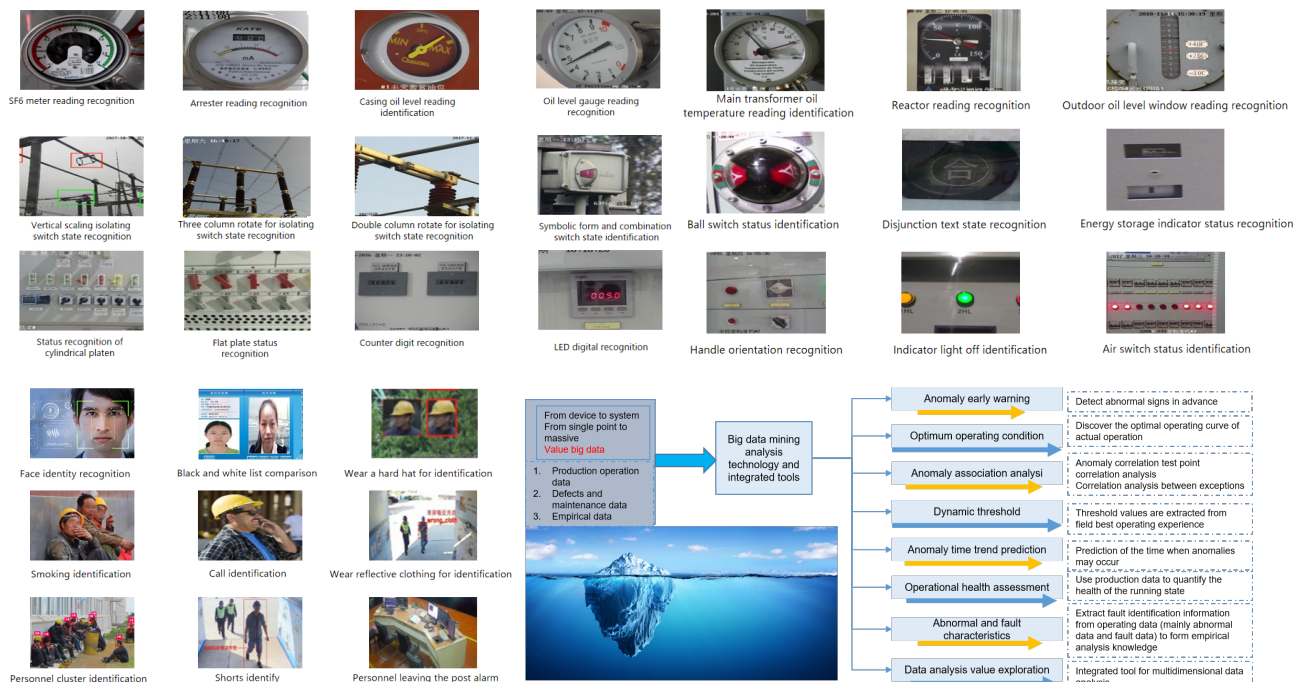 SF6 meter reading recognition
Arrester reading recognition
Casing oil level reading
identification
Oil level gauge reading
recognition
Main transformer oil
temperature reading identification
Reactor reading recognition
Outdoor oil level window reading recognition
KATE
mA
MIN
MAX
Vertical scaling isolating
switch state recognition
Three column rotate for isolating
switch state recognition
Double column rotate for isolating
switch state recognition
Symbolic form and combination
switch state identification
Ball switch status identification
合
Disjunction text state recognition
Energy storage indicator status recognition
Status recognition of
cylindrical platen
Flat plate status
recognition
Counter digit recognition
LED digital recognition
Handle orientation recognition
2HL
Indicator light off identification
Air switch status identification
Face identity recognition
Black and white list comparison
Wear a hard hat for identification
Smoking identification
Call identification
Wear reflective clothing for identification
Personnel cluster identification
Shorts identify
Personnel leaving the post alarm
From device to system
From single point to
massive
Value big data
1. Production operation
data
2. Defects and
maintenance data
3. Empirical data
Big data mining
analysis
technology and
integrated tools
Anomaly early warning
Detect abnormal signs in advance
Optimum operating condition
Discover the optimal operating curve of
actual operation
Anomaly association analysi
Anomaly correlation test point
correlation analysis
Correlation analysis between exceptions
Dynamic threshold
Threshold values are extracted from
field best operating experience
Anomaly time trend prediction
Prediction of the time when anomalies
may occur
Operational health assessment
Use production data to quantify the
health of the running state
Abnormal and fault
characteristics
Extract fault identification information
from operating data (mainly abnormal
data and fault data) to form empirical
analysis knowledge
Data analysis value exploration
Integrated tool for multidimensional data